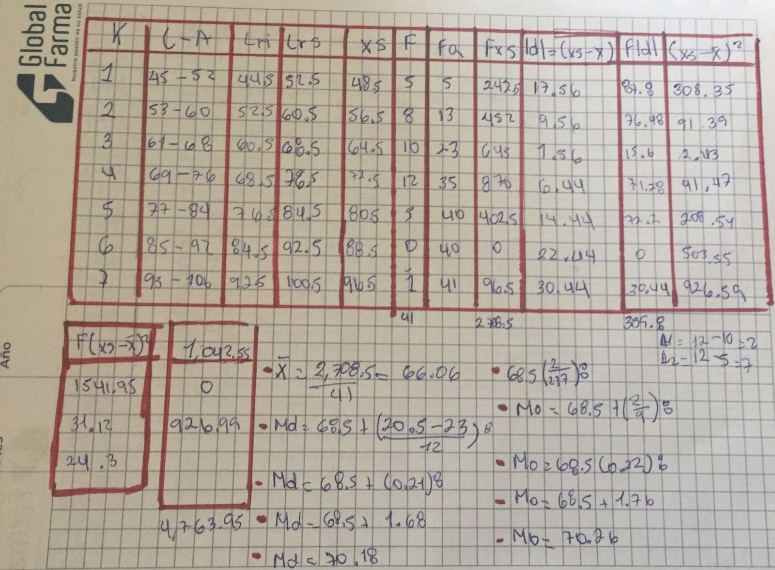 Global
Farma
K C-A Lri Lrs XS F Fa Fxs |d|=(xs-x̄) F|d| (xs-x̄)²
1 45-52 44.5 52.5 48.5 5 5 242.5 17.56 87.8 308.35
2 53-60 52.5 60.5 56.5 8 13 452 9.56 76.48 91.39
3 61-68 60.5 68.5 64.5 10 23 645 1.56 15.6 2.43
4 69-76 68.5 76.5 72.5 12 35 870 6.44 77.28 41.47
5 77-84 76.5 84.5 80.5 5 40 402.5 14.44 72.2 208.51
6 85-92 84.5 92.5 88.5 0 40 0 22.44 0 503.55
7 93-100 92.5 100.5 96.5 1 41 96.5 30.44 30.44 926.59
41 2708.5 359.8
Δ1=12-10=2
Δ2-12-5=7
F(xs-x̄)² 1,042.55
1541.95 0
31.12 926.99
24.3
4,763.95
• X̄ = 2,708.5 = 66.06
41
• Md = 68.5 + (20.5-23) 8
12
• Md = 68.5 + (0.21)8
• Md = 68.5 + 1.68
• Md = 70.18
• 68.5 (2/2+7) 8
• Mo = 68.5 + (2/9) 8
• Mo = 68.5 (0.22) 8
• Mo = 68.5 + 1.76
• Mo = 70.26
Año